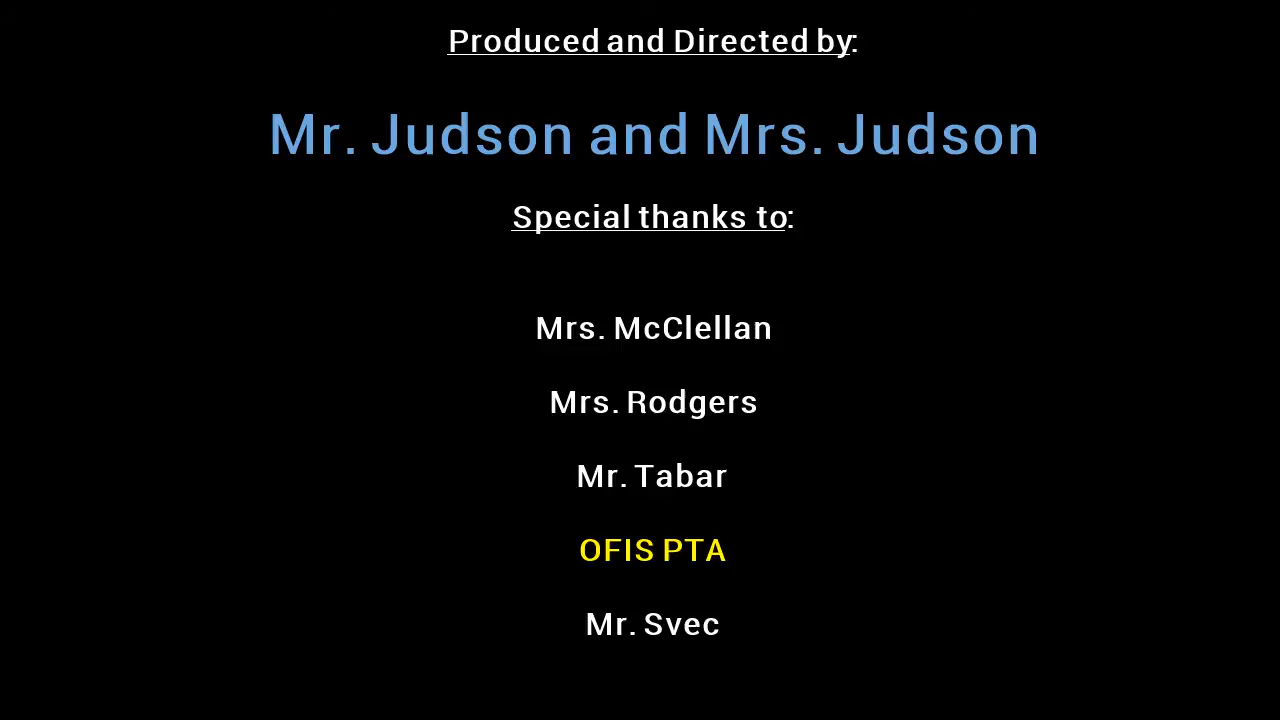 Produced and Directed by:
Mr. Judson and Mrs. Judson
Special thanks to:
Mrs. McClellan
Mrs. Rodgers
Mr. Tabar
OFIS PTA
Mr. Svec